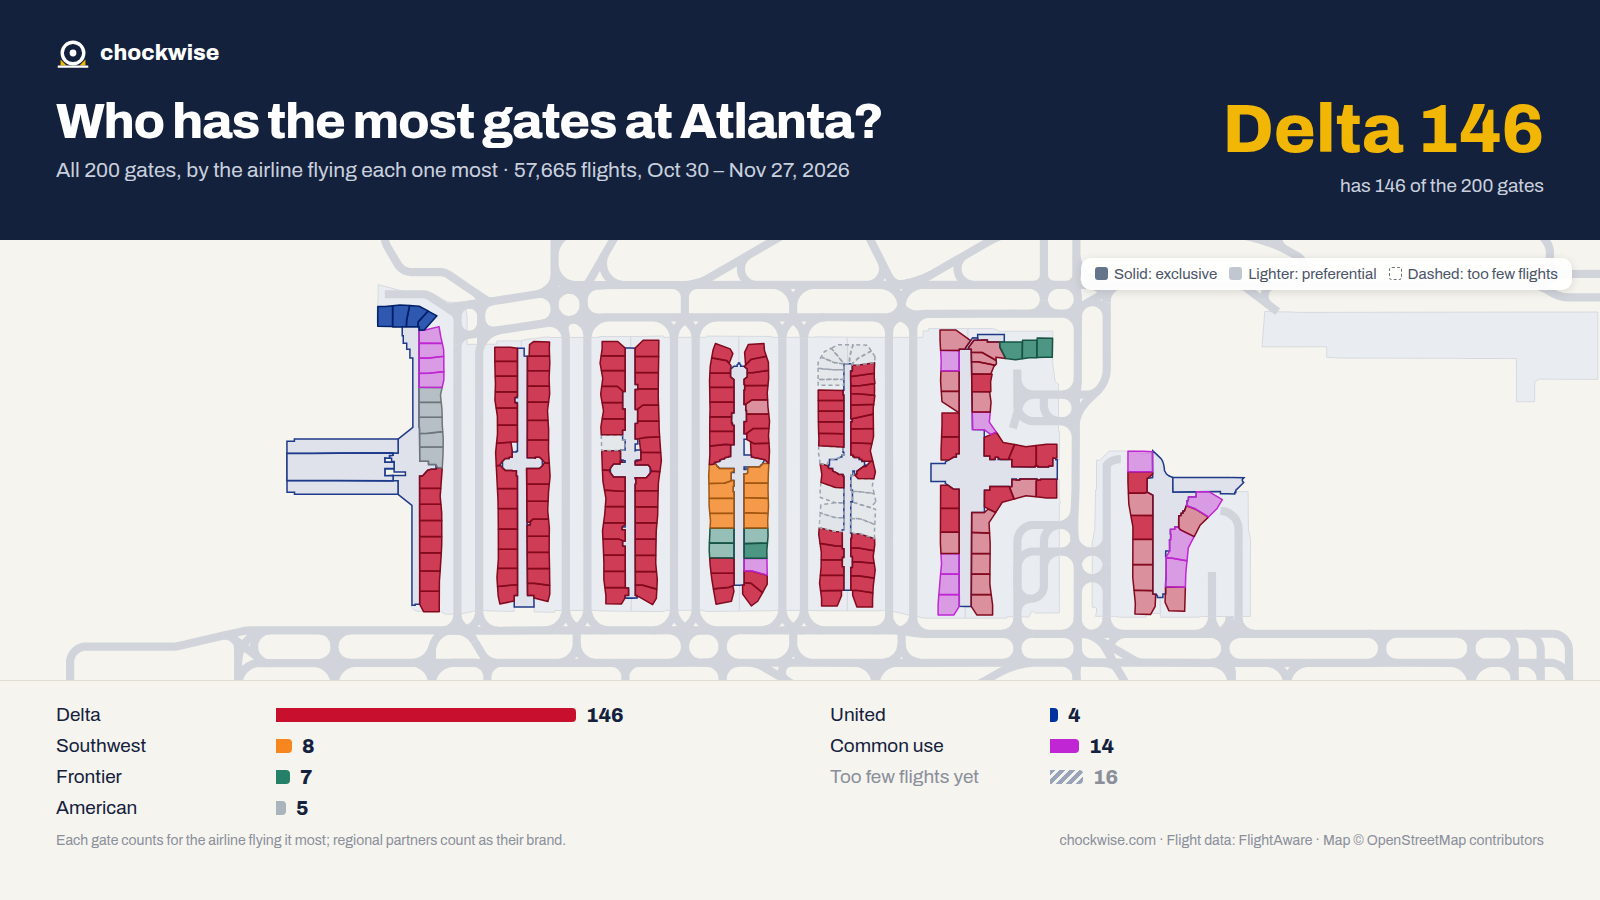 chockwise
Who has the most gates at Atlanta?
All 200 gates, by the airline flying each one most · 57,665 flights, Oct 30 – Nov 27, 2026
Delta 146
has 146 of the 200 gates
Solid: exclusive
Lighter: preferential
Dashed: too few flights
Delta 146
Southwest 8
Frontier 7
American 5
United 4
Common use 14
Too few flights yet 16
Each gate counts for the airline flying it most; regional partners count as their brand.
chockwise.com · Flight data: FlightAware · Map © OpenStreetMap contributors